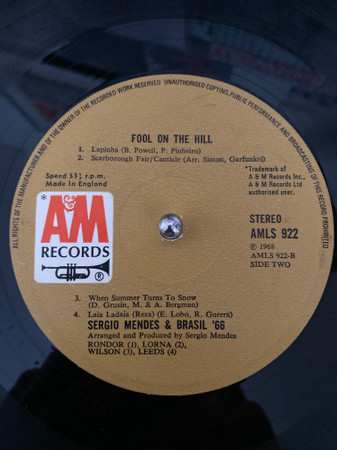 ALL RIGHTS OF THE MANUFACTURER AND OF THE OWNER OF THE RECORDED WORK RESERVED UNAUTHORISED COPYING, PUBLIC PERFORMANCE AND BROADCASTING OF THIS RECORD PROHIBITED
FOOL ON THE HILL
1. Lapinha (B. Powell, P. Pinheiro)
2. Scarborough Fair/Canticle (Arr. Simon, Garfunkel)
Speed 33⅓ r.p.m.
Made in England
*Trademark of
A & M Records Inc.,
A & M Records Ltd
authorized user.
*
A&M
RECORDS
®
STEREO
AMLS 922
℗ 1968
AMLS 922-B
SIDE TWO
3. When Summer Turns To Snow
(D. Grusin, M. & A. Bergman)
4. Laia Ladaia (Reza) (E. Lobo, R. Guerra)
SERGIO MENDES & BRASIL '66
Arranged and Produced by Sergio Mendes
RONDOR (1), LORNA (2),
WILSON (3), LEEDS (4)